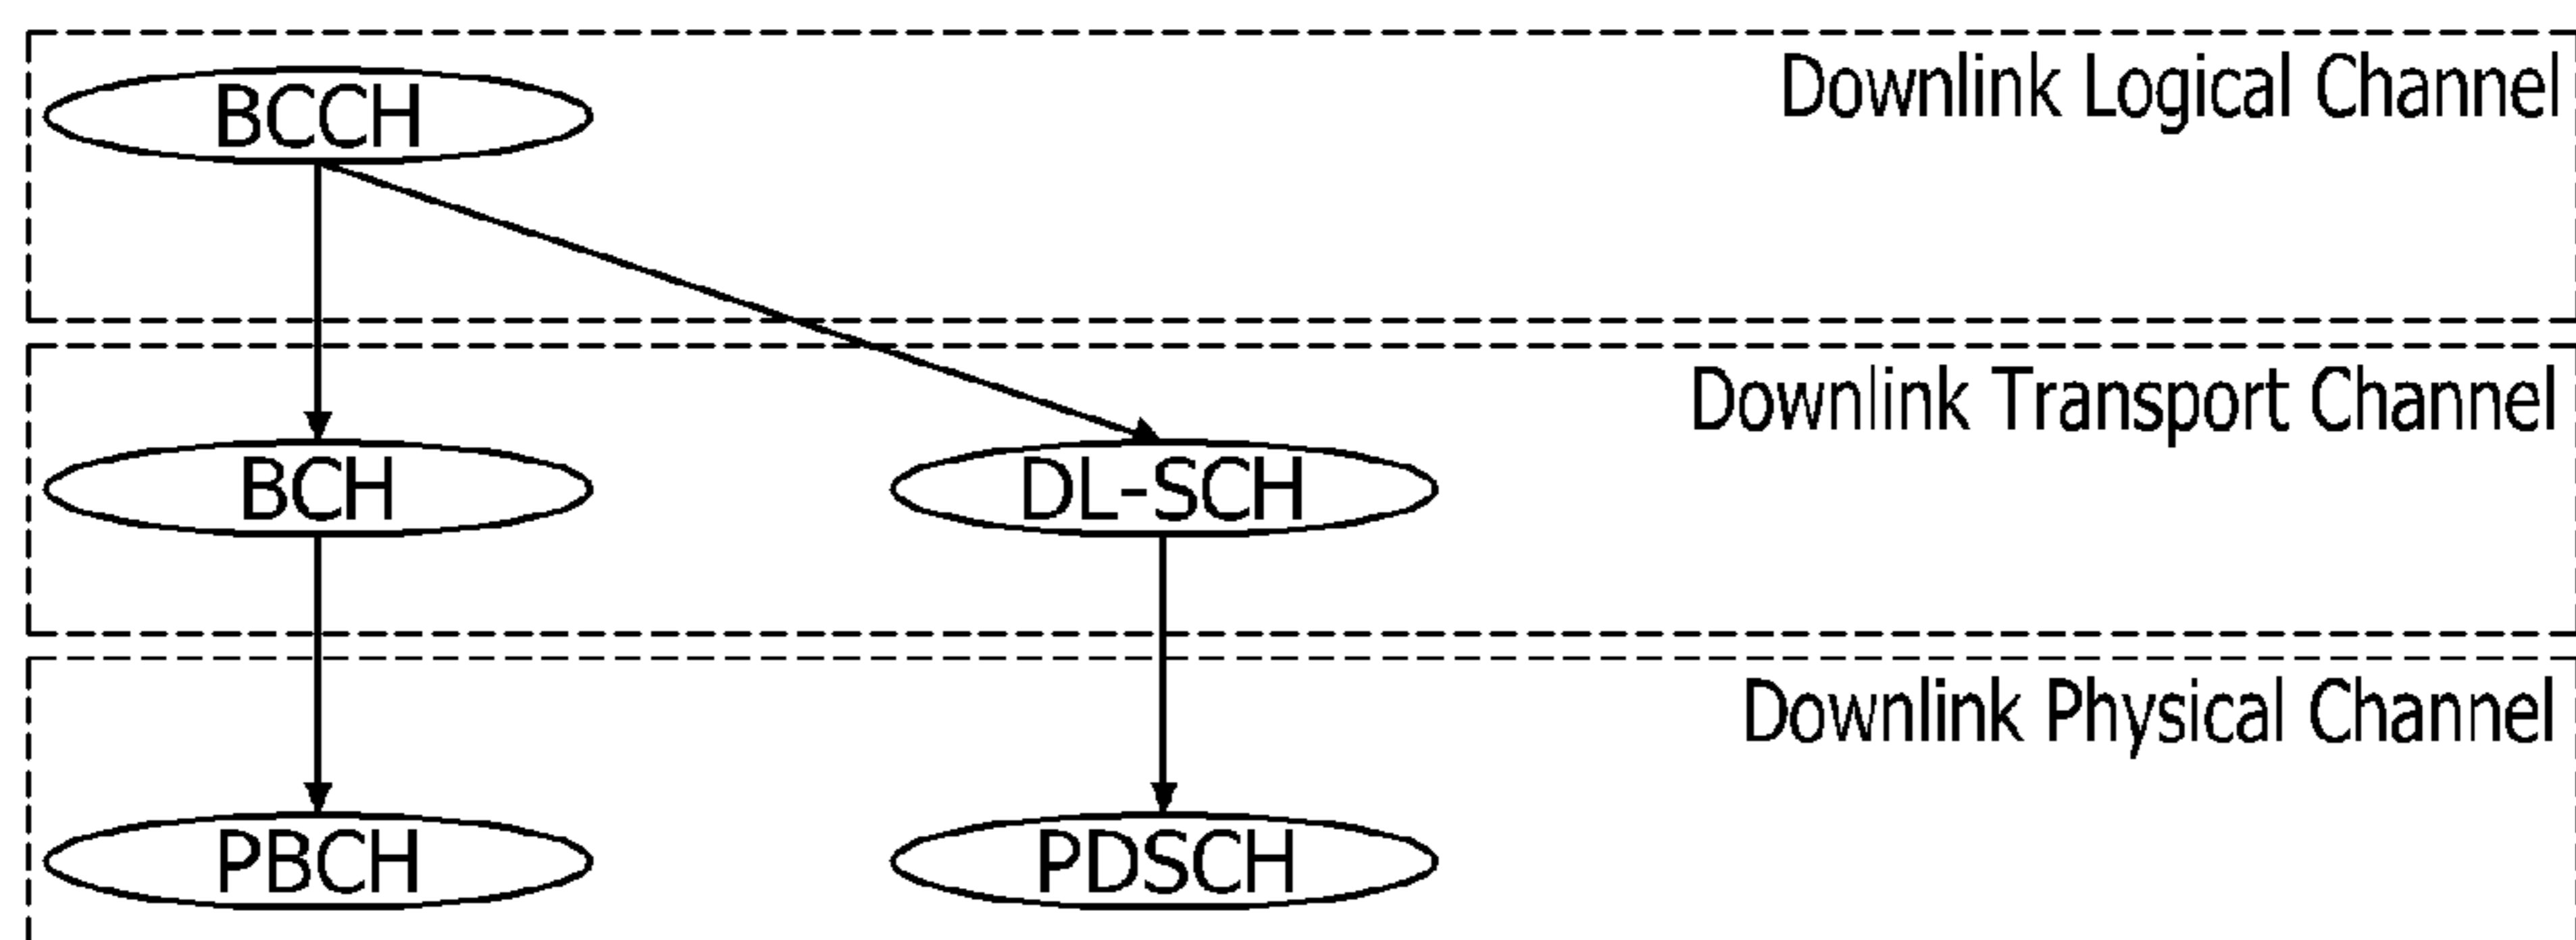 BCCH
Downlink Logical Channel
Downlink Transport Channel
BCH
DL-SCH
Downlink Physical Channel
PBCH
PDSCH